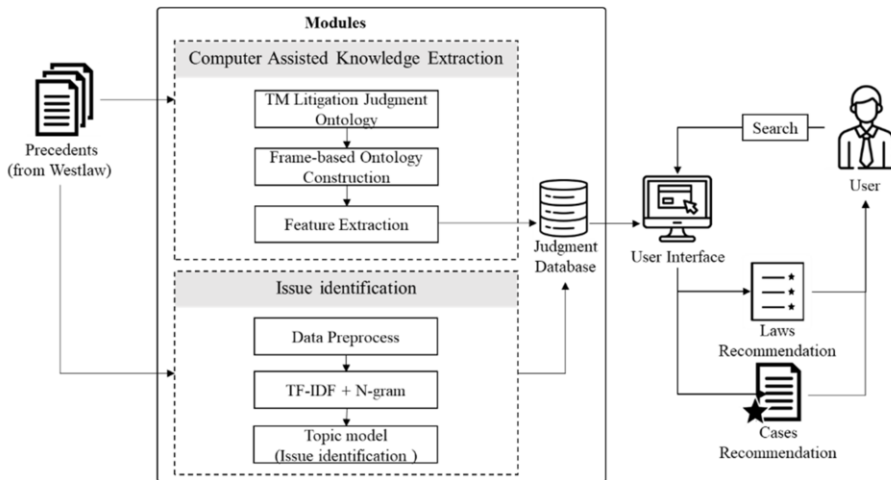 Modules
Computer Assisted Knowledge Extraction
TM Litigation Judgment
Ontology
Frame-based Ontology
Construction
Feature Extraction
Precedents
(from Westlaw)
Issue identification
Data Preprocess
TF-IDF + N-gram
Topic model
(Issue identification )
Judgment
Database
Search
User
User Interface
Laws
Recommendation
Cases
Recommendation